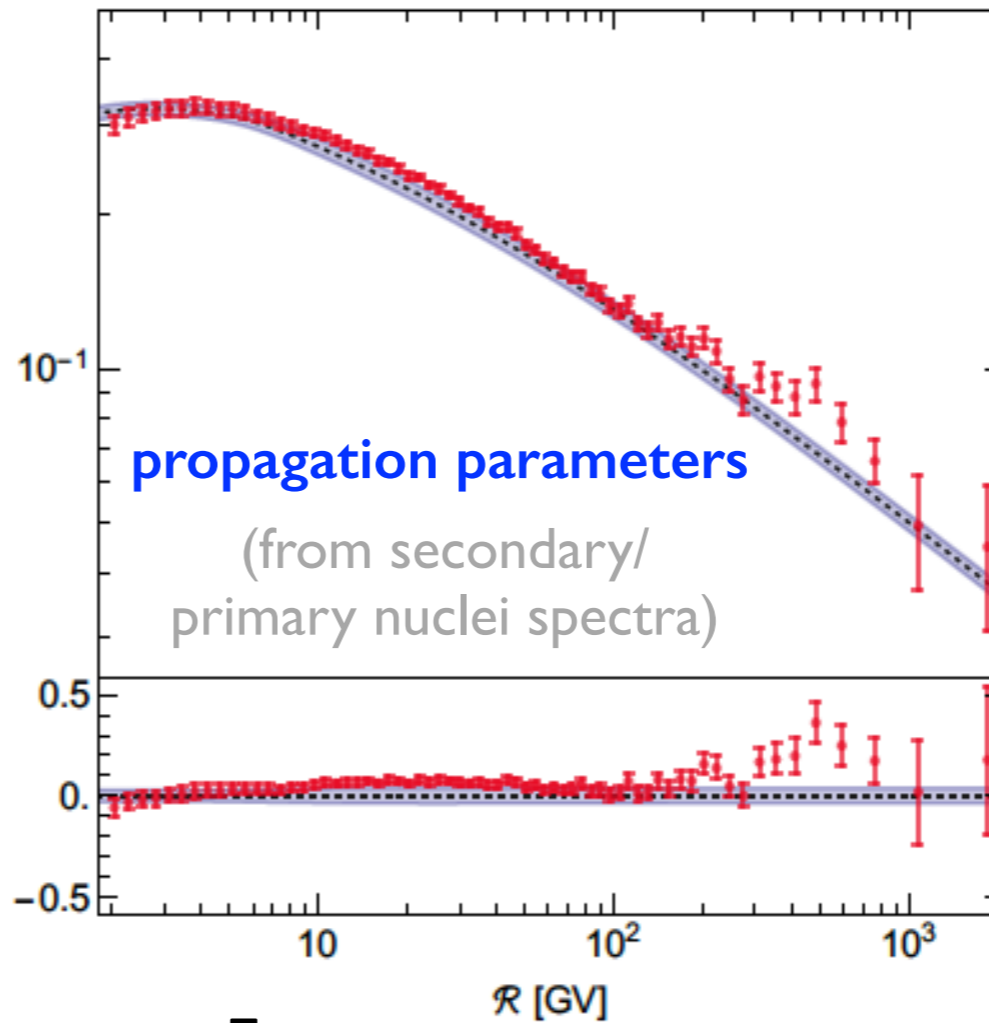 10⁻¹
propagation parameters
(from secondary/
primary nuclei spectra)
0.5
0.
−0.5
10 10² 10³
ℛ [GV]